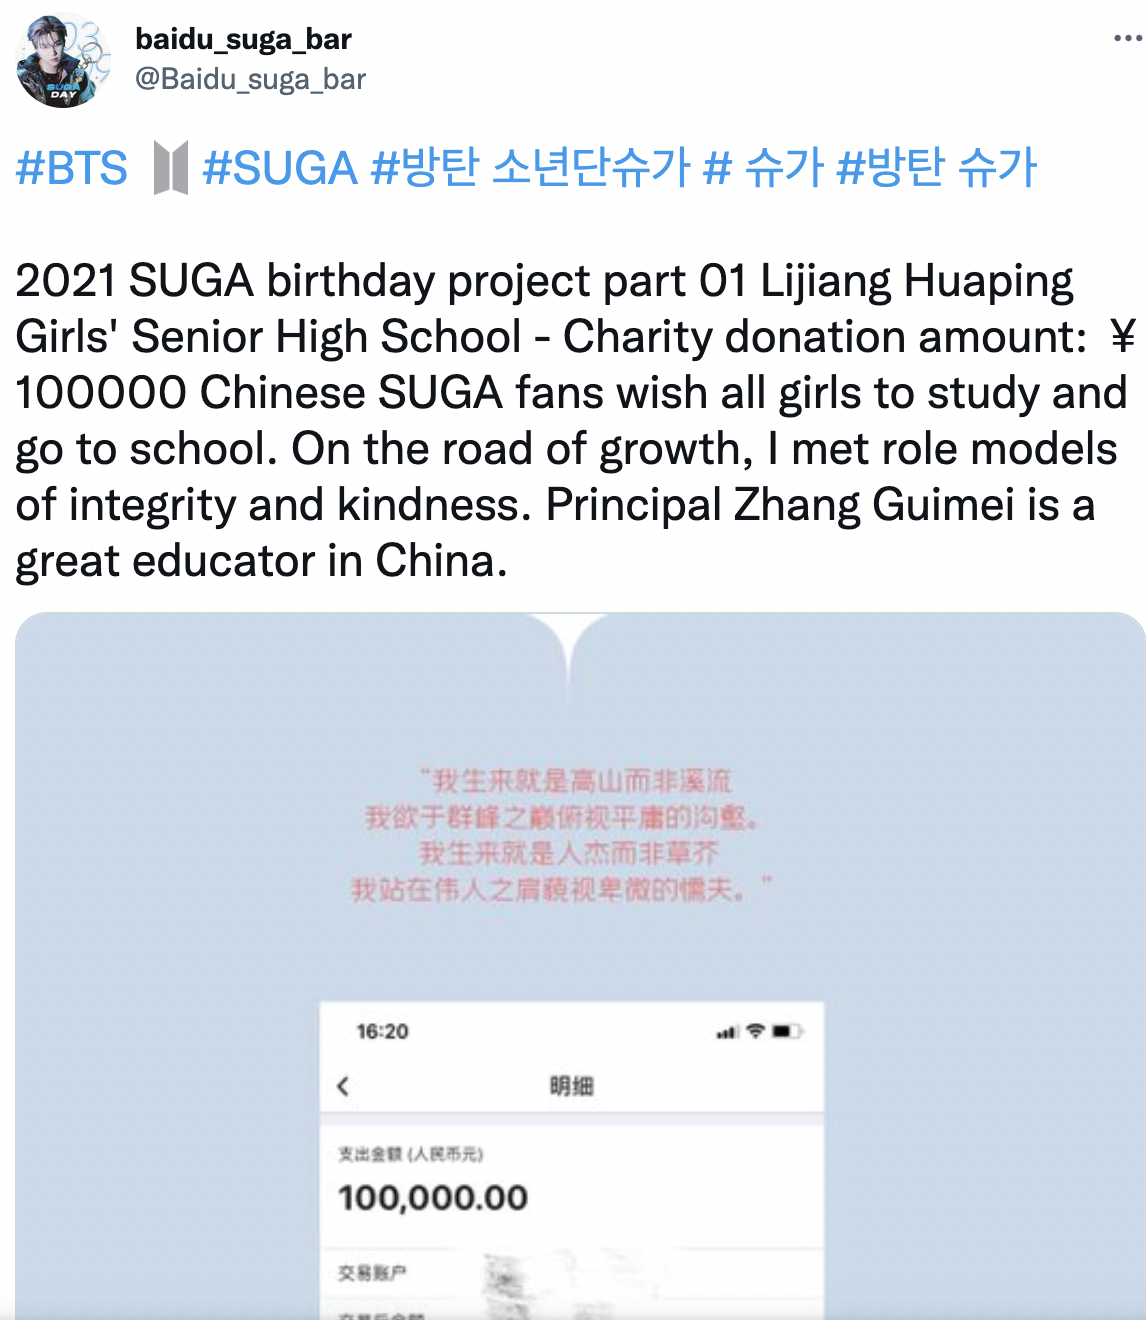 baidu_suga_bar
@Baidu_suga_bar
#BTS #SUGA #방탄 소년단슈가 # 슈가 #방탄 슈가
2021 SUGA birthday project part 01 Lijiang Huaping
Girls' Senior High School - Charity donation amount: ￥
100000 Chinese SUGA fans wish all girls to study and
go to school. On the road of growth, I met role models
of integrity and kindness. Principal Zhang Guimei is a
great educator in China.
“我生来就是高山而非溪流
我欲于群峰之巅俯视平庸的沟壑。
我生来就是人杰而非草芥
我站在伟人之肩藐视卑微的懦夫。”
16:20
明细
支出金额 (人民币元)
100,000.00
交易账户